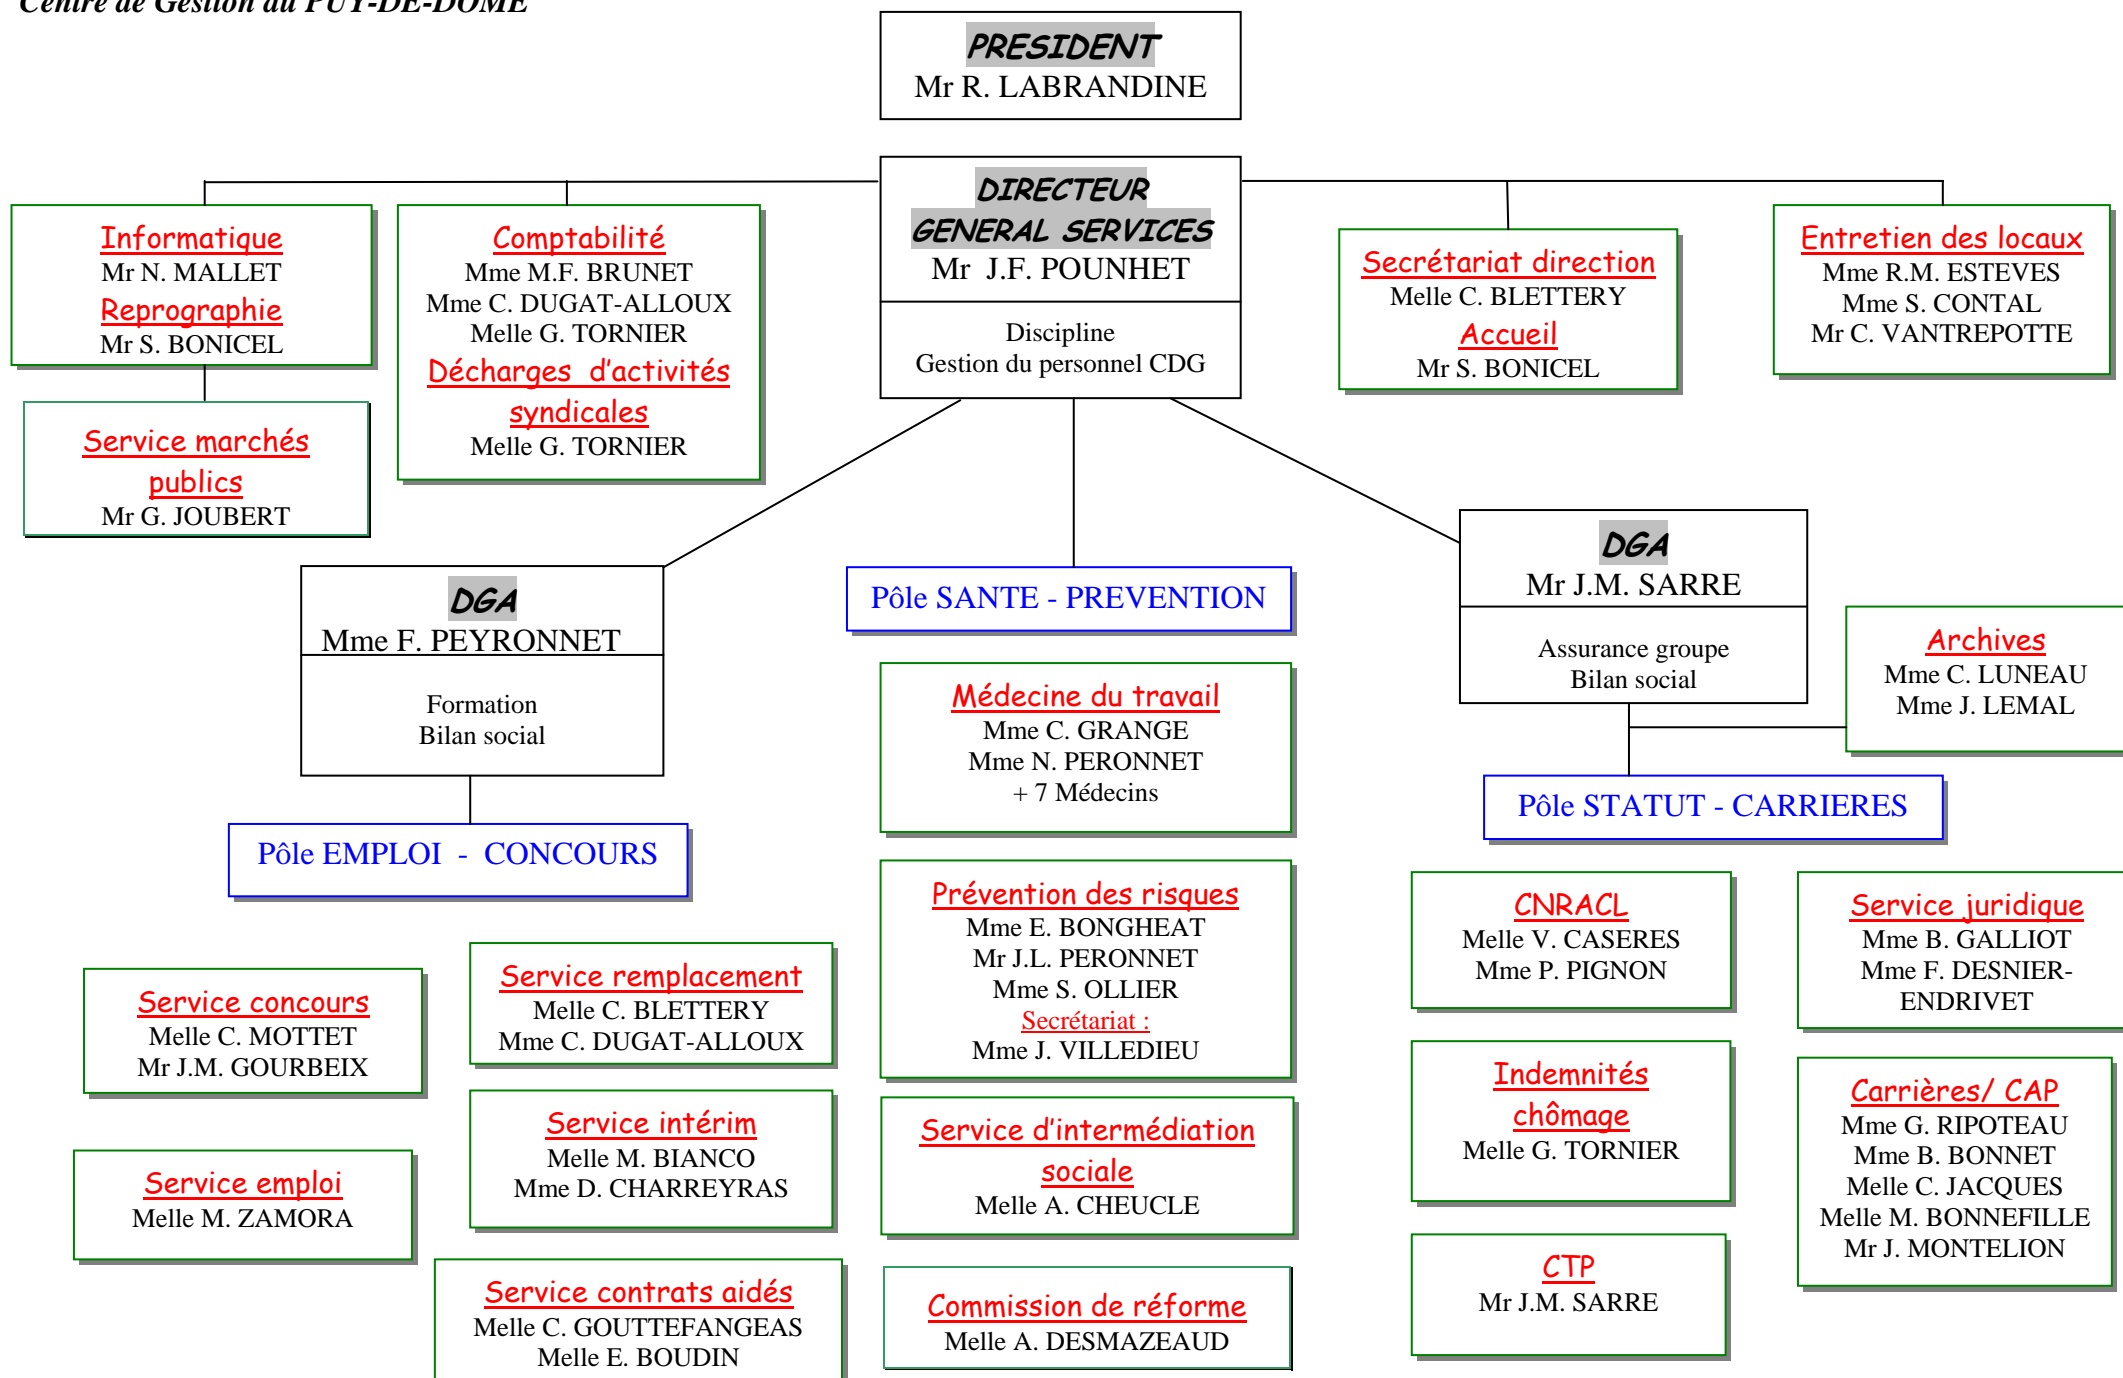 Centre de Gestion du PUY-DE-DOME
PRESIDENT
Mr R. LABRANDINE
DIRECTEUR
GENERAL SERVICES
Mr J.F. POUNHET
Discipline
Gestion du personnel CDG
Informatique
Mr N. MALLET
Reprographie
Mr S. BONICEL
Service marchés
publics
Mr G. JOUBERT
Comptabilité
Mme M.F. BRUNET
Mme C. DUGAT-ALLOUX
Melle G. TORNIER
Décharges d'activités
syndicales
Melle G. TORNIER
Secrétariat direction
Melle C. BLETTERY
Accueil
Mr S. BONICEL
Entretien des locaux
Mme R.M. ESTEVES
Mme S. CONTAL
Mr C. VANTREPOTTE
DGA
Mme F. PEYRONNET
Formation
Bilan social
Pôle EMPLOI - CONCOURS
Service concours
Melle C. MOTTET
Mr J.M. GOURBEIX
Service emploi
Melle M. ZAMORA
Service remplacement
Melle C. BLETTERY
Mme C. DUGAT-ALLOUX
Service intérim
Melle M. BIANCO
Mme D. CHARREYRAS
Service contrats aidés
Melle C. GOUTTEFANGEAS
Melle E. BOUDIN
Pôle SANTE - PREVENTION
Médecine du travail
Mme C. GRANGE
Mme N. PERONNET
+ 7 Médecins
Prévention des risques
Mme E. BONGHEAT
Mr J.L. PERONNET
Mme S. OLLIER
Secrétariat :
Mme J. VILLEDIEU
Service d'intermédiation
sociale
Melle A. CHEUCLE
Commission de réforme
Melle A. DESMAZEAUD
DGA
Mr J.M. SARRE
Assurance groupe
Bilan social
Archives
Mme C. LUNEAU
Mme J. LEMAL
Pôle STATUT - CARRIERES
CNRACL
Melle V. CASERES
Mme P. PIGNON
Indemnités
chômage
Melle G. TORNIER
CTP
Mr J.M. SARRE
Service juridique
Mme B. GALLIOT
Mme F. DESNIER-
ENDRIVET
Carrières/ CAP
Mme G. RIPOTEAU
Mme B. BONNET
Melle C. JACQUES
Melle M. BONNEFILLE
Mr J. MONTELION